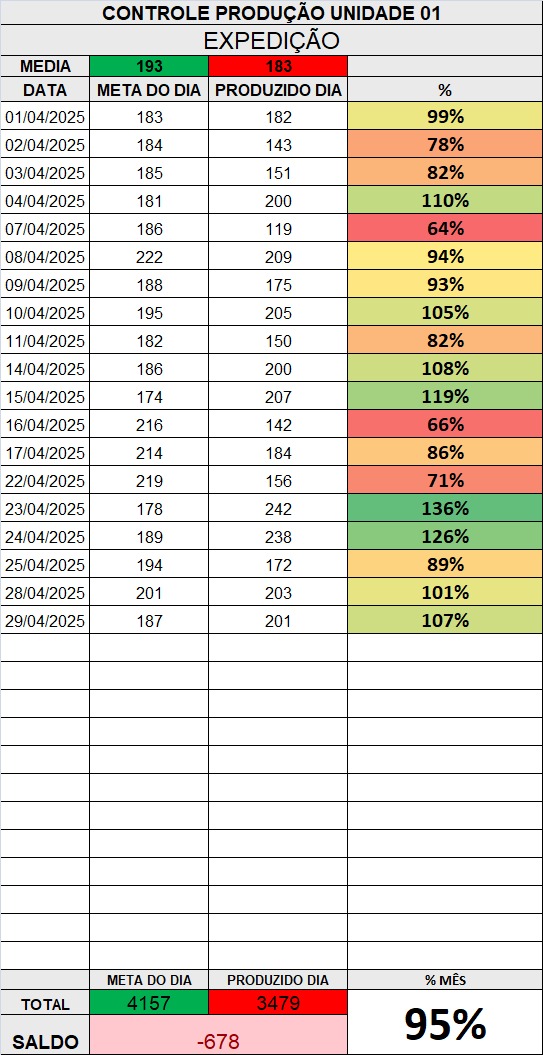 CONTROLE PRODUÇÃO UNIDADE 01
EXPEDIÇÃO
MEDIA 193 183
DATA META DO DIA PRODUZIDO DIA %
01/04/2025 183 182 99%
02/04/2025 184 143 78%
03/04/2025 185 151 82%
04/04/2025 181 200 110%
07/04/2025 186 119 64%
08/04/2025 222 209 94%
09/04/2025 188 175 93%
10/04/2025 195 205 105%
11/04/2025 182 150 82%
14/04/2025 186 200 108%
15/04/2025 174 207 119%
16/04/2025 216 142 66%
17/04/2025 214 184 86%
22/04/2025 219 156 71%
23/04/2025 178 242 136%
24/04/2025 189 238 126%
25/04/2025 194 172 89%
28/04/2025 201 203 101%
29/04/2025 187 201 107%
META DO DIA PRODUZIDO DIA % MÊS
TOTAL 4157 3479 95%
SALDO -678